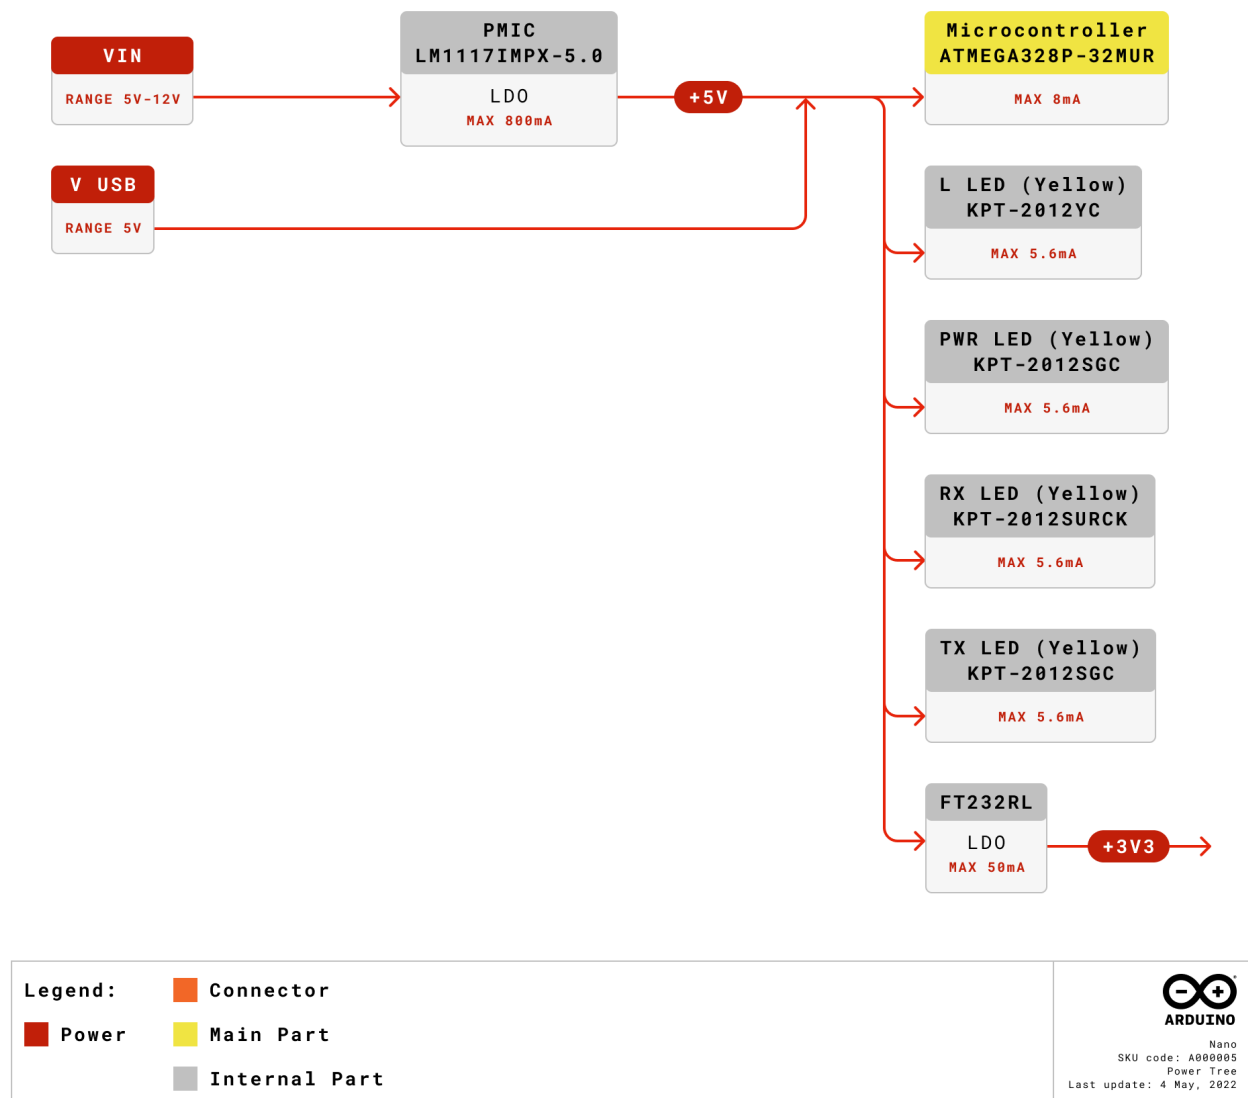 VIN
RANGE 5V-12V
V USB
RANGE 5V
PMIC
LM1117IMPX-5.0
LDO
MAX 800mA
+5V
Microcontroller
ATMEGA328P-32MUR
MAX 8mA
L LED (Yellow)
KPT-2012YC
MAX 5.6mA
PWR LED (Yellow)
KPT-2012SGC
MAX 5.6mA
RX LED (Yellow)
KPT-2012SURCK
MAX 5.6mA
TX LED (Yellow)
KPT-2012SGC
MAX 5.6mA
FT232RL
LDO
MAX 50mA
+3V3
Legend:
Power
Connector
Main Part
Internal Part
ARDUINO
Nano
SKU code: A000005
Power Tree
Last update: 4 May, 2022